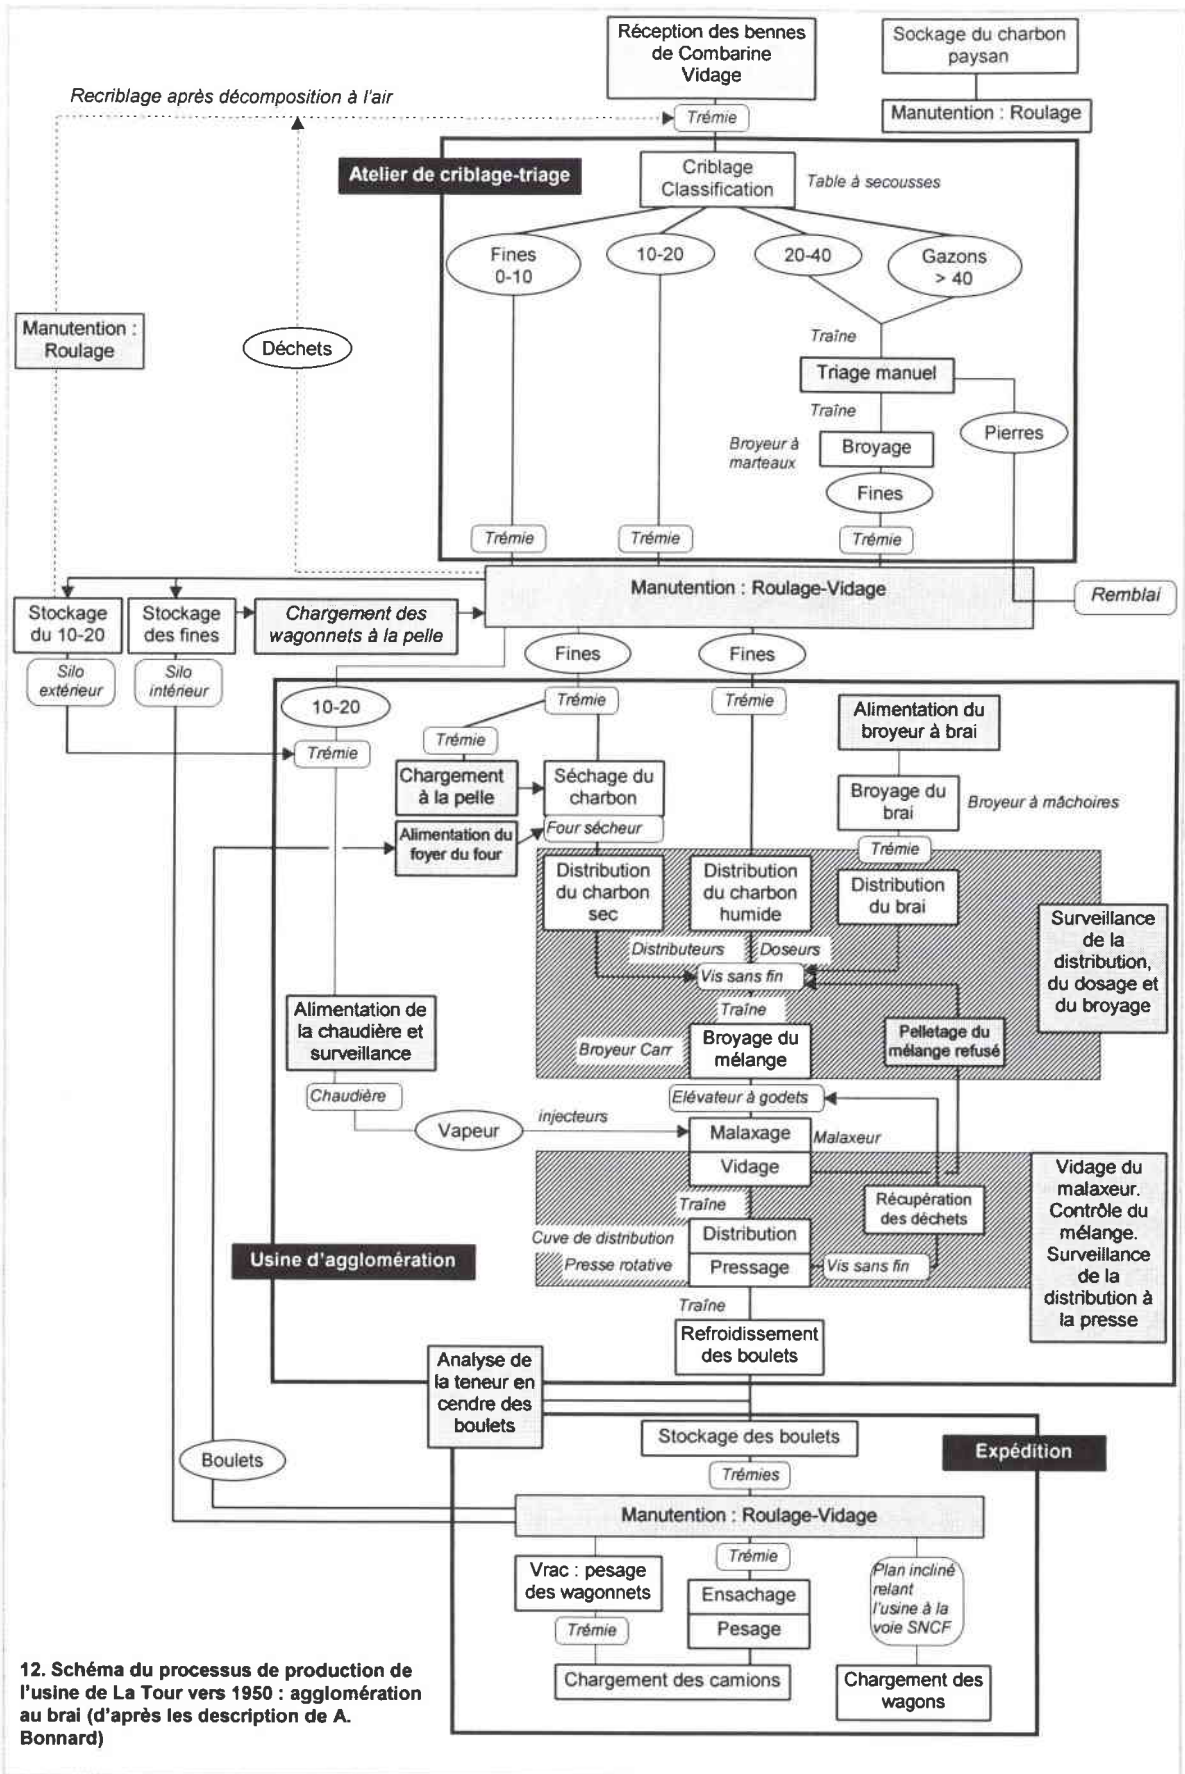 Réception des bennes
de Combarine
Vidage
Sockage du charbon
paysan
Recriblage après décomposition à l'air
Trémie
Manutention : Roulage
Atelier de criblage-triage
Criblage
Classification
Table à secousses
Fines
0-10
10-20
20-40
Gazons
> 40
Manutention :
Roulage
Déchets
Traîne
Triage manuel
Traîne
Pierres
Broyeur à
marteaux
Broyage
Fines
Trémie
Trémie
Trémie
Manutention : Roulage-Vidage
Remblai
Stockage
du 10-20
Stockage
des fines
Chargement des
wagonnets à la pelle
Silo
extérieur
Silo
intérieur
Fines
Fines
10-20
Trémie
Trémie
Alimentation du
broyeur à brai
Trémie
Trémie
Chargement
à la pelle
Séchage du
charbon
Broyage du
brai
Broyeur à mâchoires
Alimentation du
foyer du four
Four sécheur
Trémie
Distribution
du charbon
sec
Distribution
du charbon
humide
Distribution
du brai
Surveillance
de la
distribution,
du dosage et
du broyage
Distributeurs
Doseurs
Vis sans fin
Traîne
Alimentation de
la chaudière et
surveillance
Broyeur Carr
Broyage du
mélange
Pelletage du
mélange refusé
Chaudière
Elévateur à godets
Vapeur
injecteurs
Malaxage
Malaxeur
Vidage
Vidage du
malaxeur.
Contrôle du
mélange.
Surveillance
de la
distribution à
la presse
Traîne
Récupération
des déchets
Cuve de distribution
Distribution
Usine d'agglomération
Presse rotative
Pressage
Vis sans fin
Traîne
Refroidissement
des boulets
Analyse de
la teneur en
cendre des
boulets
Stockage des boulets
Expédition
Boulets
Trémies
Manutention : Roulage-Vidage
Vrac : pesage
des wagonnets
Trémie
Plan incliné
relant
l'usine à la
voie SNCF
Ensachage
Pesage
Trémie
Chargement des camions
Chargement des
wagons
12. Schéma du processus de production de
l'usine de La Tour vers 1950 : agglomération
au brai (d'après les description de A.
Bonnard)